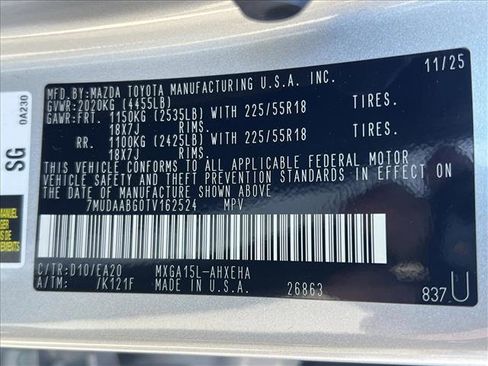 MFD. BY:MAZDA TOYOTA MANUFACTURING U.S.A. INC. 11/25
GVWR:2020KG (4455LB)
GAWR:FRT. 1150KG (2535LB) WITH 225/55R18 TIRES.
18X7J RIMS.
RR. 1100KG (2425LB) WITH 225/55R18 TIRES.
18X7J RIMS.
THIS VEHICLE CONFORMS TO ALL APPLICABLE FEDERAL MOTOR
VEHICLE SAFETY AND THEFT PREVENTION STANDARDS IN EFFECT ON
THE DATE OF MANUFACTURE SHOWN ABOVE.
7MUDAABG0TV162524 MPV
C/TR:D10/EA20 MXGA15L-AHXEHA
A/TM: /K121F MADE IN U.S.A. 26863
837 U
0A230
SG
MANUEL